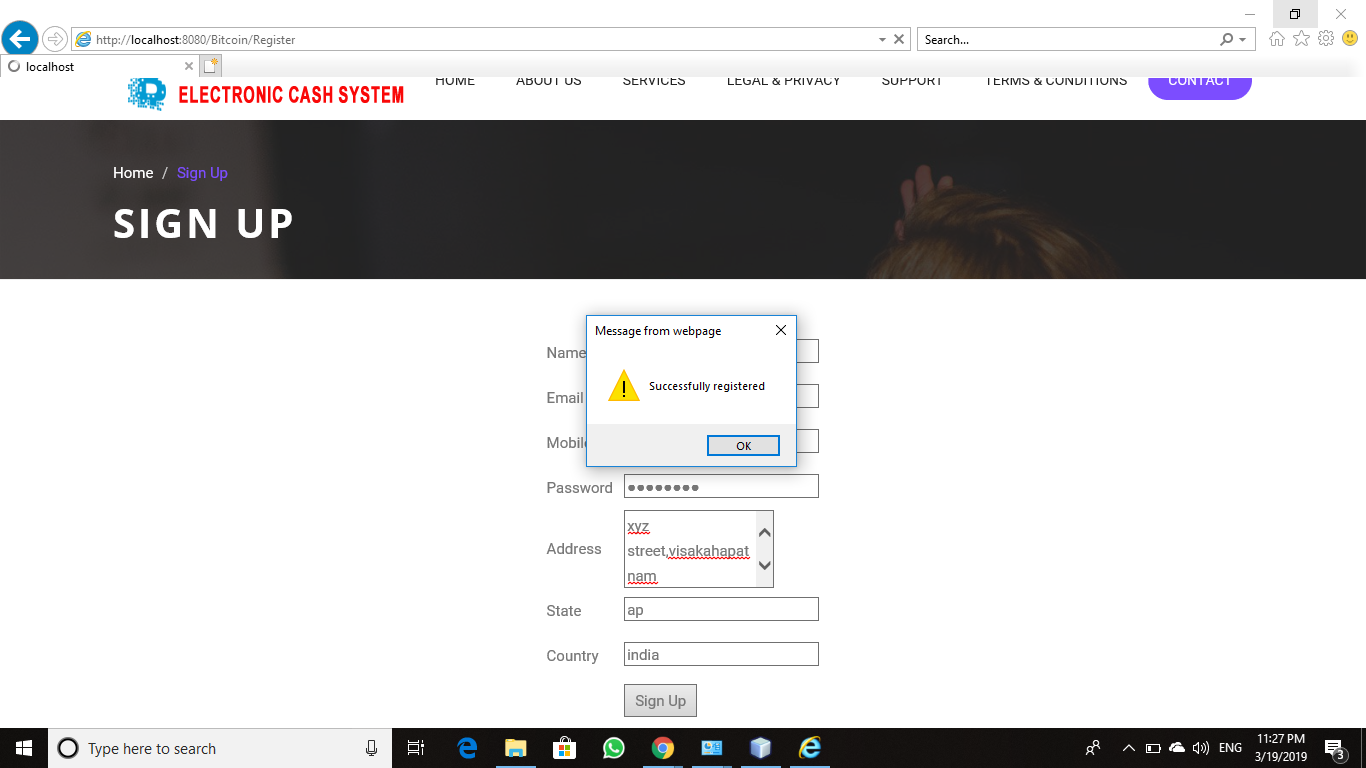 http://localhost:8080/Bitcoin/Register
Search...
localhost
ELECTRONIC CASH SYSTEM
HOME ABOUT US SERVICES LEGAL & PRIVACY SUPPORT TERMS & CONDITIONS CONTACT
Home / Sign Up
SIGN UP
Message from webpage
Successfully registered
OK
Name
Email
Mobile
Password
Address
xyz
street,visakahapat
nam
State
ap
Country
india
Sign Up
Type here to search
ENG
11:27 PM
3/19/2019
3